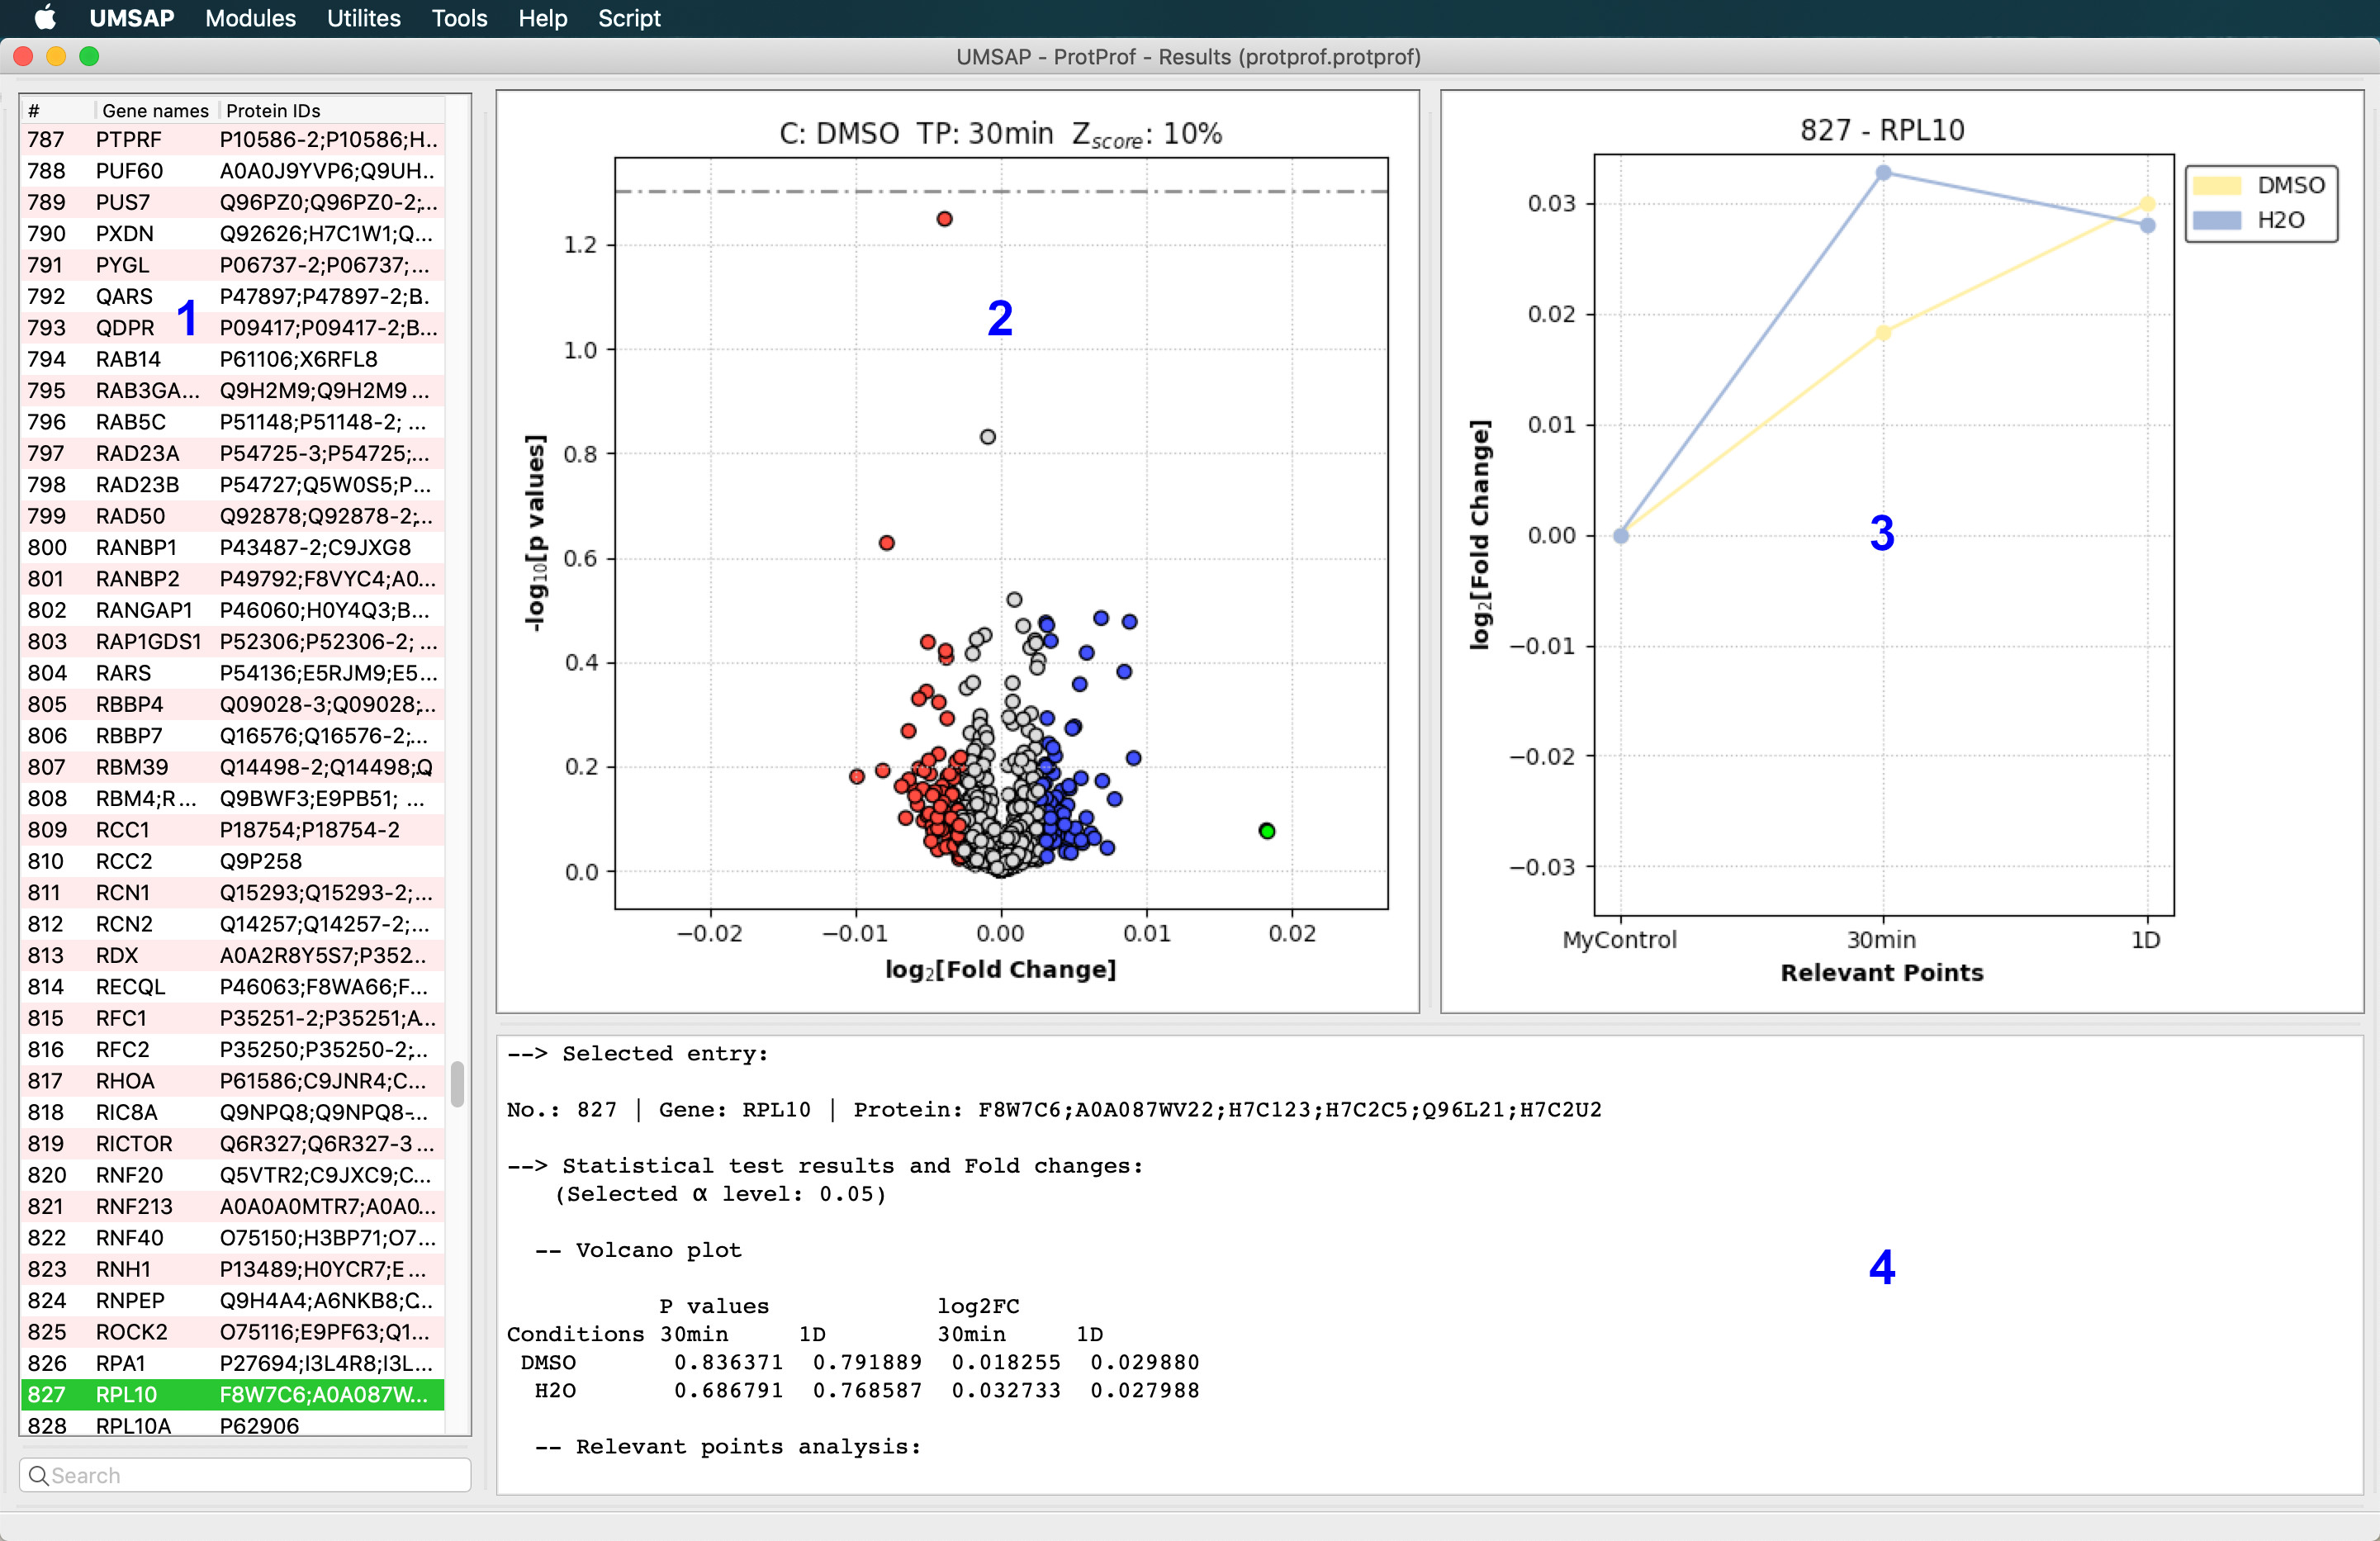 UMSAP Modules Utilites Tools Help Script
UMSAP - ProtProf - Results (protprof.protprof)
# Gene names Protein IDs
787 PTPRF P10586-2;P10586;H..
788 PUF60 A0A0J9YVP6;Q9UH..
789 PUS7 Q96PZ0;Q96PZ0-2;...
790 PXDN Q92626;H7C1W1;Q...
791 PYGL P06737-2;P06737;...
792 QARS P47897;P47897-2;B.
793 QDPR P09417;P09417-2;B...
794 RAB14 P61106;X6RFL8
795 RAB3GA... Q9H2M9;Q9H2M9 ...
796 RAB5C P51148;P51148-2; ...
797 RAD23A P54725-3;P54725;...
798 RAD23B P54727;Q5W0S5;P...
799 RAD50 Q92878;Q92878-2;...
800 RANBP1 P43487-2;C9JXG8
801 RANBP2 P49792;F8VYC4;A0...
802 RANGAP1 P46060;H0Y4Q3;B...
803 RAP1GDS1 P52306;P52306-2; ...
804 RARS P54136;E5RJM9;E5...
805 RBBP4 Q09028-3;Q09028;...
806 RBBP7 Q16576;Q16576-2;...
807 RBM39 Q14498-2;Q14498;Q
808 RBM4;R... Q9BWF3;E9PB51; ...
809 RCC1 P18754;P18754-2
810 RCC2 Q9P258
811 RCN1 Q15293;Q15293-2;...
812 RCN2 Q14257;Q14257-2;...
813 RDX A0A2R8Y5S7;P352..
814 RECQL P46063;F8WA66;F...
815 RFC1 P35251-2;P35251;A...
816 RFC2 P35250;P35250-2;..
817 RHOA P61586;C9JNR4;C...
818 RIC8A Q9NPQ8;Q9NPQ8-...
819 RICTOR Q6R327;Q6R327-3 ...
820 RNF20 Q5VTR2;C9JXC9;C...
821 RNF213 A0A0A0MTR7;A0A0...
822 RNF40 O75150;H3BP71;O7...
823 RNH1 P13489;H0YCR7;E ...
824 RNPEP Q9H4A4;A6NKB8;C...
825 ROCK2 O75116;E9PF63;Q1...
826 RPA1 P27694;I3L4R8;I3L...
827 RPL10 F8W7C6;A0A087W...
828 RPL10A P62906
1
Search
C: DMSO TP: 30min Zscore: 10%
-log10[p values]
1.2
1.0
0.8
0.6
0.4
0.2
0.0
2
−0.02 −0.01 0.00 0.01 0.02
log2[Fold Change]
827 - RPL10
DMSO
H2O
log2[Fold Change]
0.03
0.02
0.01
0.00
−0.01
−0.02
−0.03
3
MyControl 30min 1D
Relevant Points
--> Selected entry:
No.: 827 | Gene: RPL10 | Protein: F8W7C6;A0A087WV22;H7C123;H7C2C5;Q96L21;H7C2U2
--> Statistical test results and Fold changes:
(Selected α level: 0.05)
-- Volcano plot
4
P values log2FC
Conditions 30min 1D 30min 1D
DMSO 0.836371 0.791889 0.018255 0.029880
H2O 0.686791 0.768587 0.032733 0.027988
-- Relevant points analysis: